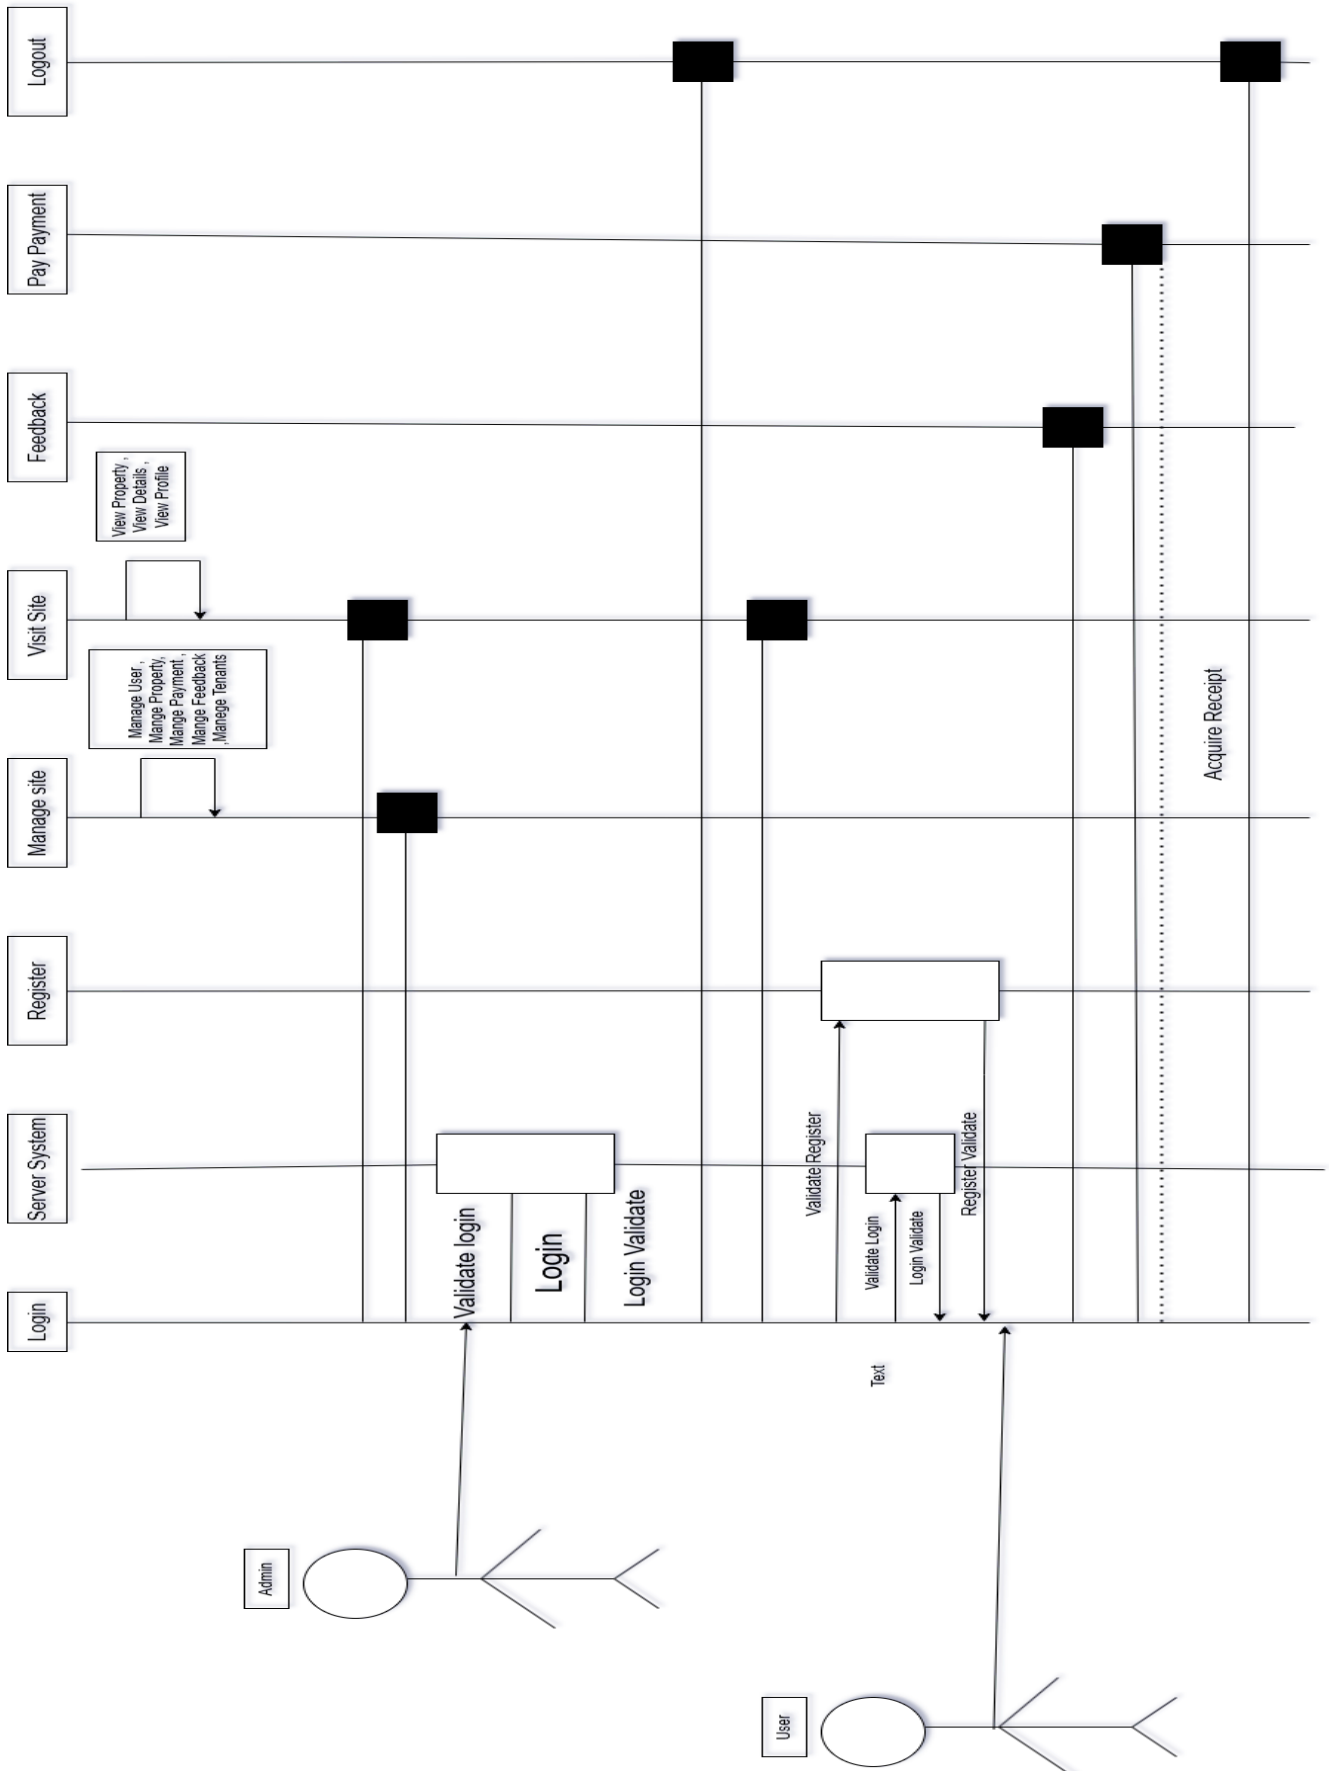 Login
Server System
Register
Manage site
Visit Site
Feedback
Pay Payment
Logout
Manage User ,
Mange Property,
Mange Payment ,
Mange Feedback
,Manege Tenants
View Property ,
View Details ,
View Profile
Admin
Validate login
Login
Login Validate
User
Text
Validate Register
Validate Login
Login Validate
Register Validate
Acquire Receipt